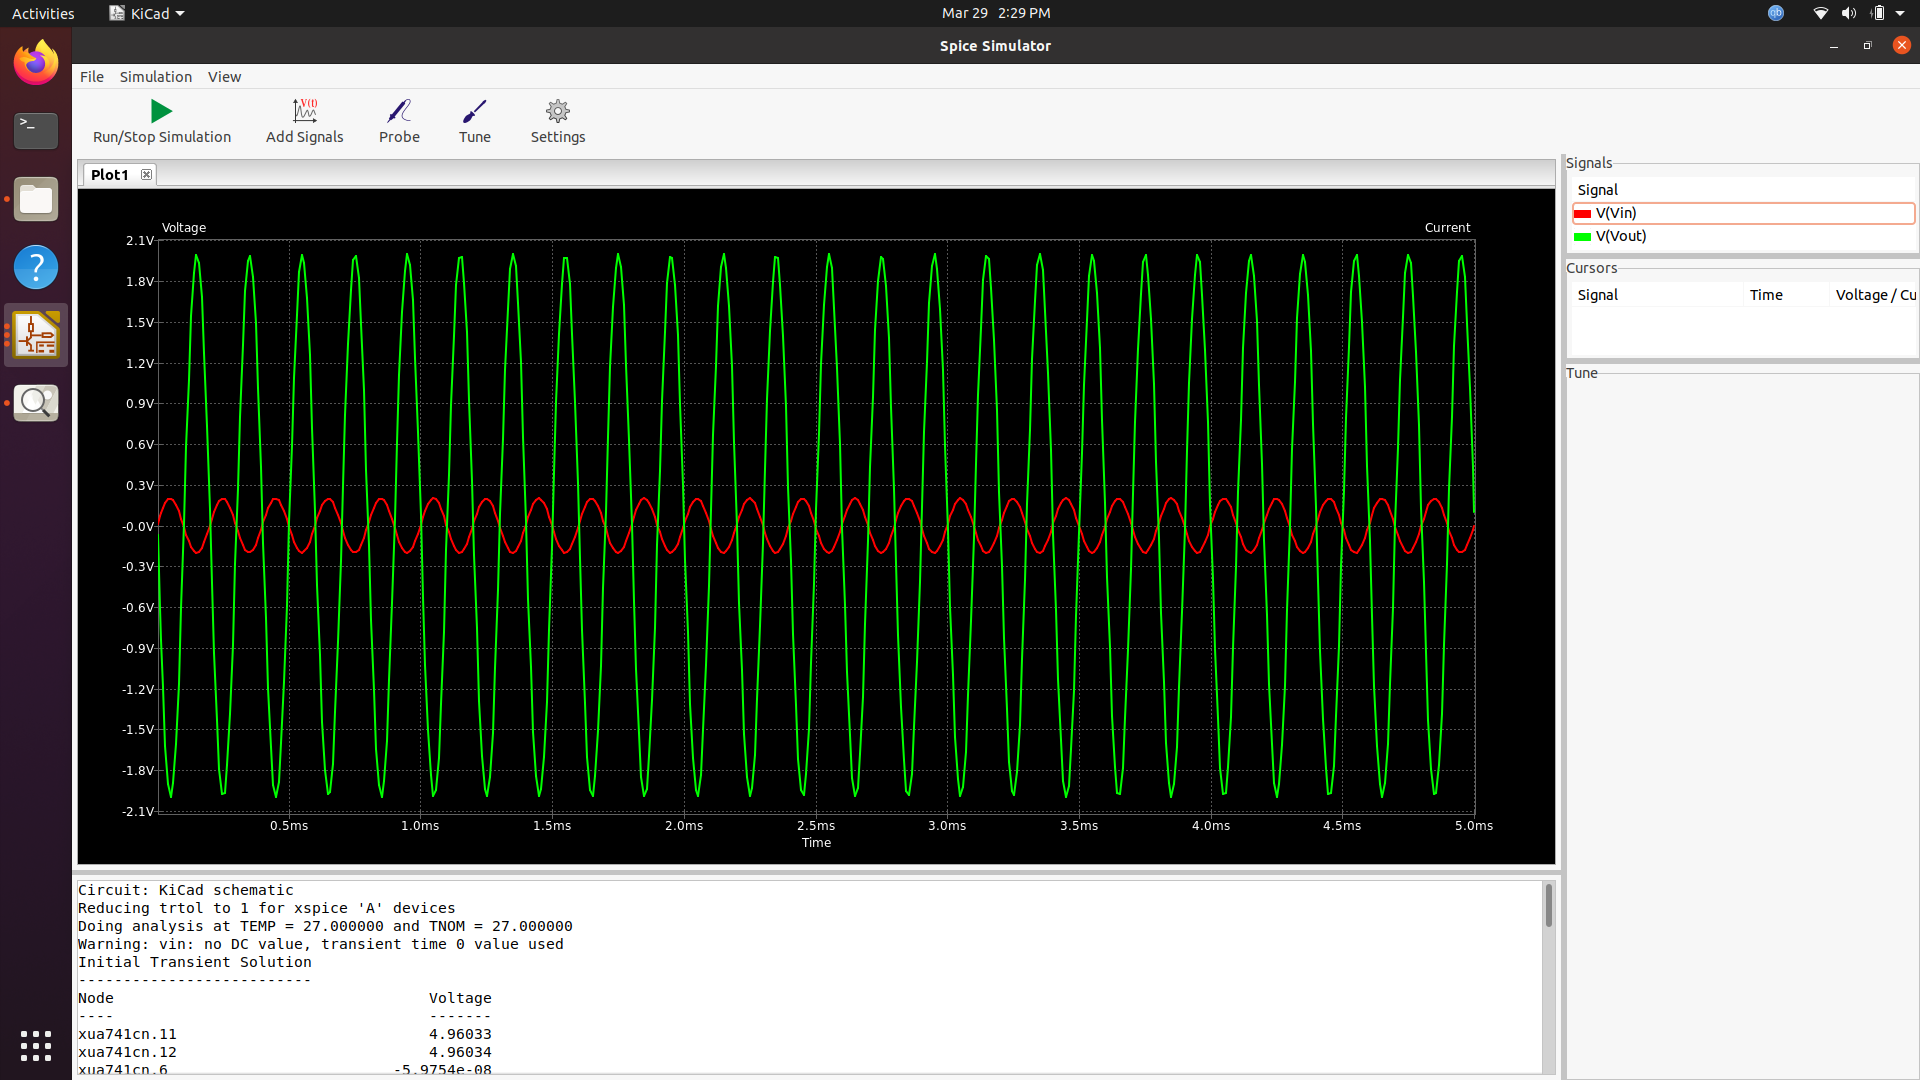 Activities KiCad Mar 29 2:29 PM
Spice Simulator
File Simulation View
Run/Stop Simulation Add Signals Probe Tune Settings
Plot1
Voltage Current
2.1V
1.8V
1.5V
1.2V
0.9V
0.6V
0.3V
-0.0V
-0.3V
-0.6V
-0.9V
-1.2V
-1.5V
-1.8V
-2.1V
0.5ms 1.0ms 1.5ms 2.0ms 2.5ms 3.0ms 3.5ms 4.0ms 4.5ms 5.0ms
Time
Signals
Signal
V(Vin)
V(Vout)
Cursors
Signal Time Voltage / Cu
Tune
Circuit: KiCad schematic
Reducing trtol to 1 for xspice 'A' devices
Doing analysis at TEMP = 27.000000 and TNOM = 27.000000
Warning: vin: no DC value, transient time 0 value used
Initial Transient Solution
--------------------------
Node Voltage
---- -------
xua741cn.11 4.96033
xua741cn.12 4.96034
xua741cn.6 -5.9754e-08